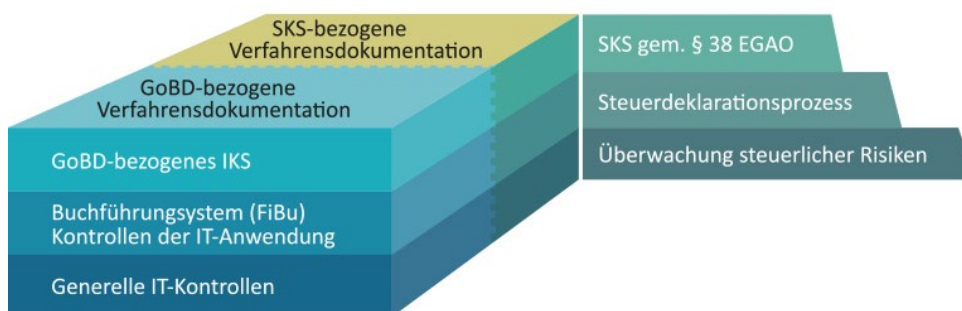 SKS-bezogene
Verfahrensdokumentation
GoBD-bezogene
Verfahrensdokumentation
GoBD-bezogenes IKS
Buchführungsystem (FiBu)
Kontrollen der IT-Anwendung
Generelle IT-Kontrollen
SKS gem. § 38 EGAO
Steuerdeklarationsprozess
Überwachung steuerlicher Risiken